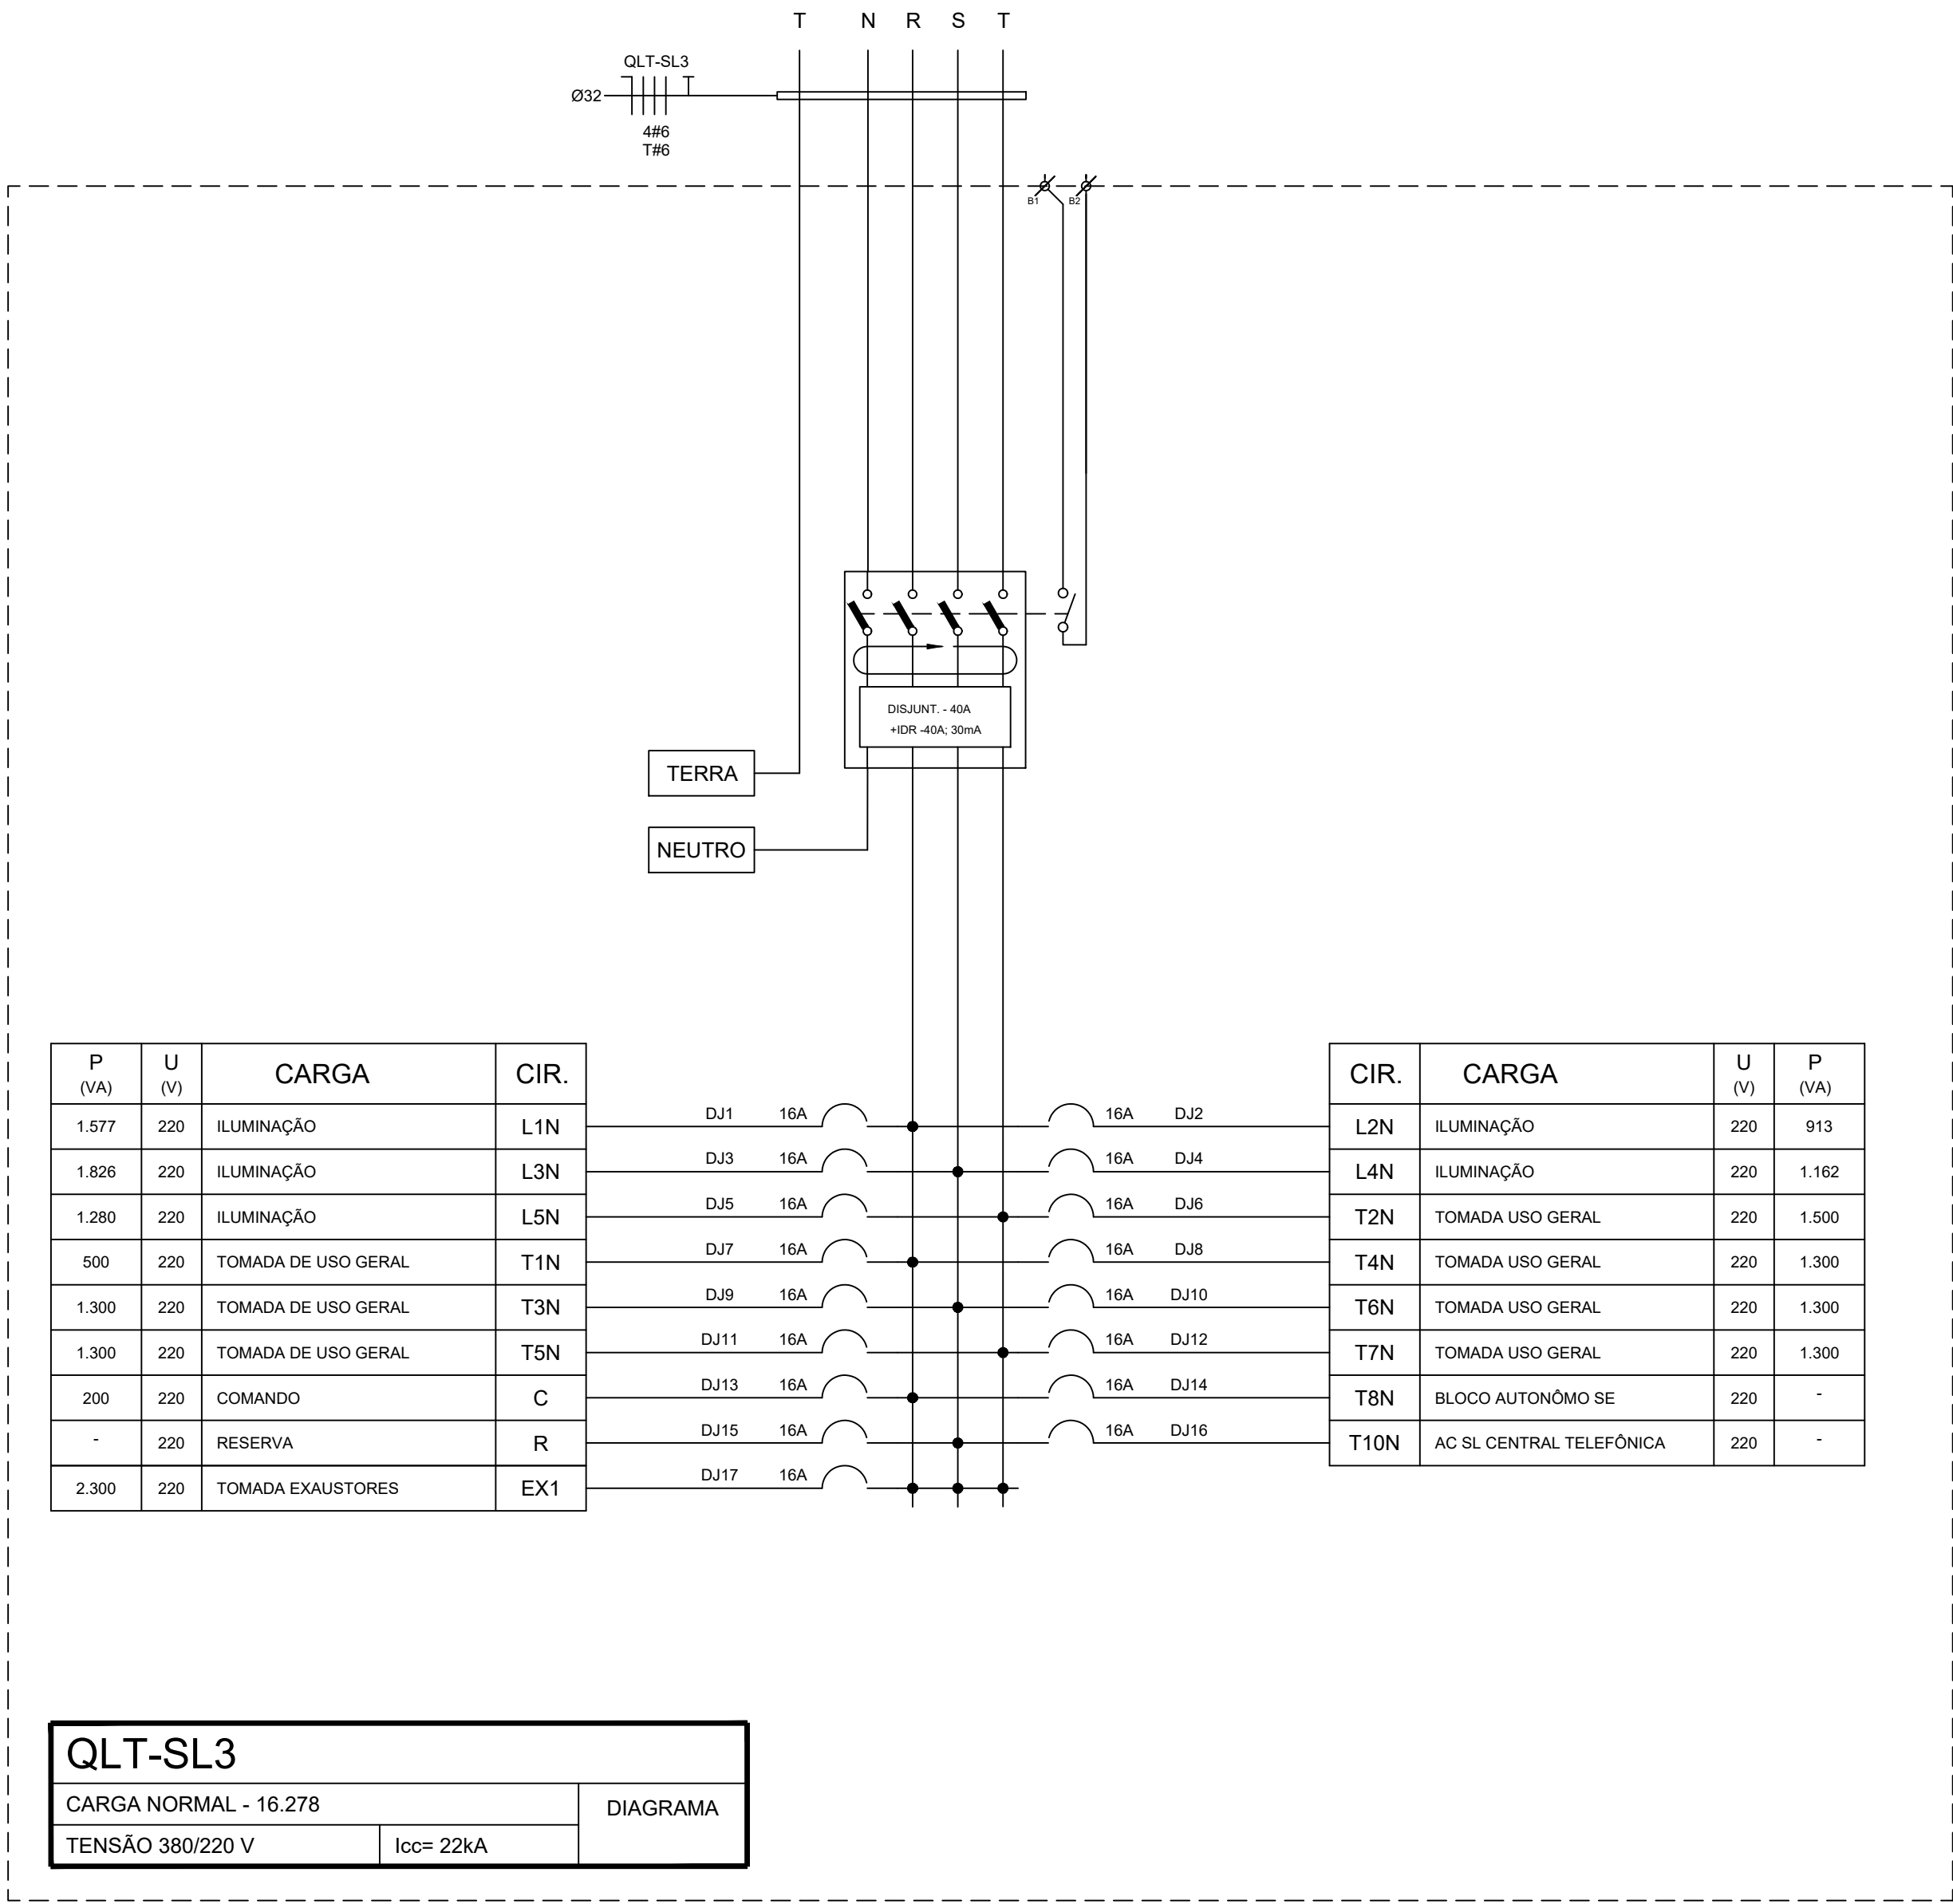 T N R S T
QLT-SL3
Ø32
4#6
T#6
B1 B2
DISJUNT. - 40A
+IDR -40A; 30mA
TERRA
NEUTRO
P (VA) U (V) CARGA CIR.
1.577 220 ILUMINAÇÃO L1N DJ1 16A
1.826 220 ILUMINAÇÃO L3N DJ3 16A
1.280 220 ILUMINAÇÃO L5N DJ5 16A
500 220 TOMADA DE USO GERAL T1N DJ7 16A
1.300 220 TOMADA DE USO GERAL T3N DJ9 16A
1.300 220 TOMADA DE USO GERAL T5N DJ11 16A
200 220 COMANDO C DJ13 16A
- 220 RESERVA R DJ15 16A
2.300 220 TOMADA EXAUSTORES EX1 DJ17 16A
CIR. CARGA U (V) P (VA)
16A DJ2 L2N ILUMINAÇÃO 220 913
16A DJ4 L4N ILUMINAÇÃO 220 1.162
16A DJ6 T2N TOMADA USO GERAL 220 1.500
16A DJ8 T4N TOMADA USO GERAL 220 1.300
16A DJ10 T6N TOMADA USO GERAL 220 1.300
16A DJ12 T7N TOMADA USO GERAL 220 1.300
16A DJ14 T8N BLOCO AUTONÔMO SE 220 -
16A DJ16 T10N AC SL CENTRAL TELEFÔNICA 220 -
QLT-SL3
CARGA NORMAL - 16.278
DIAGRAMA
TENSÃO 380/220 V Icc= 22kA